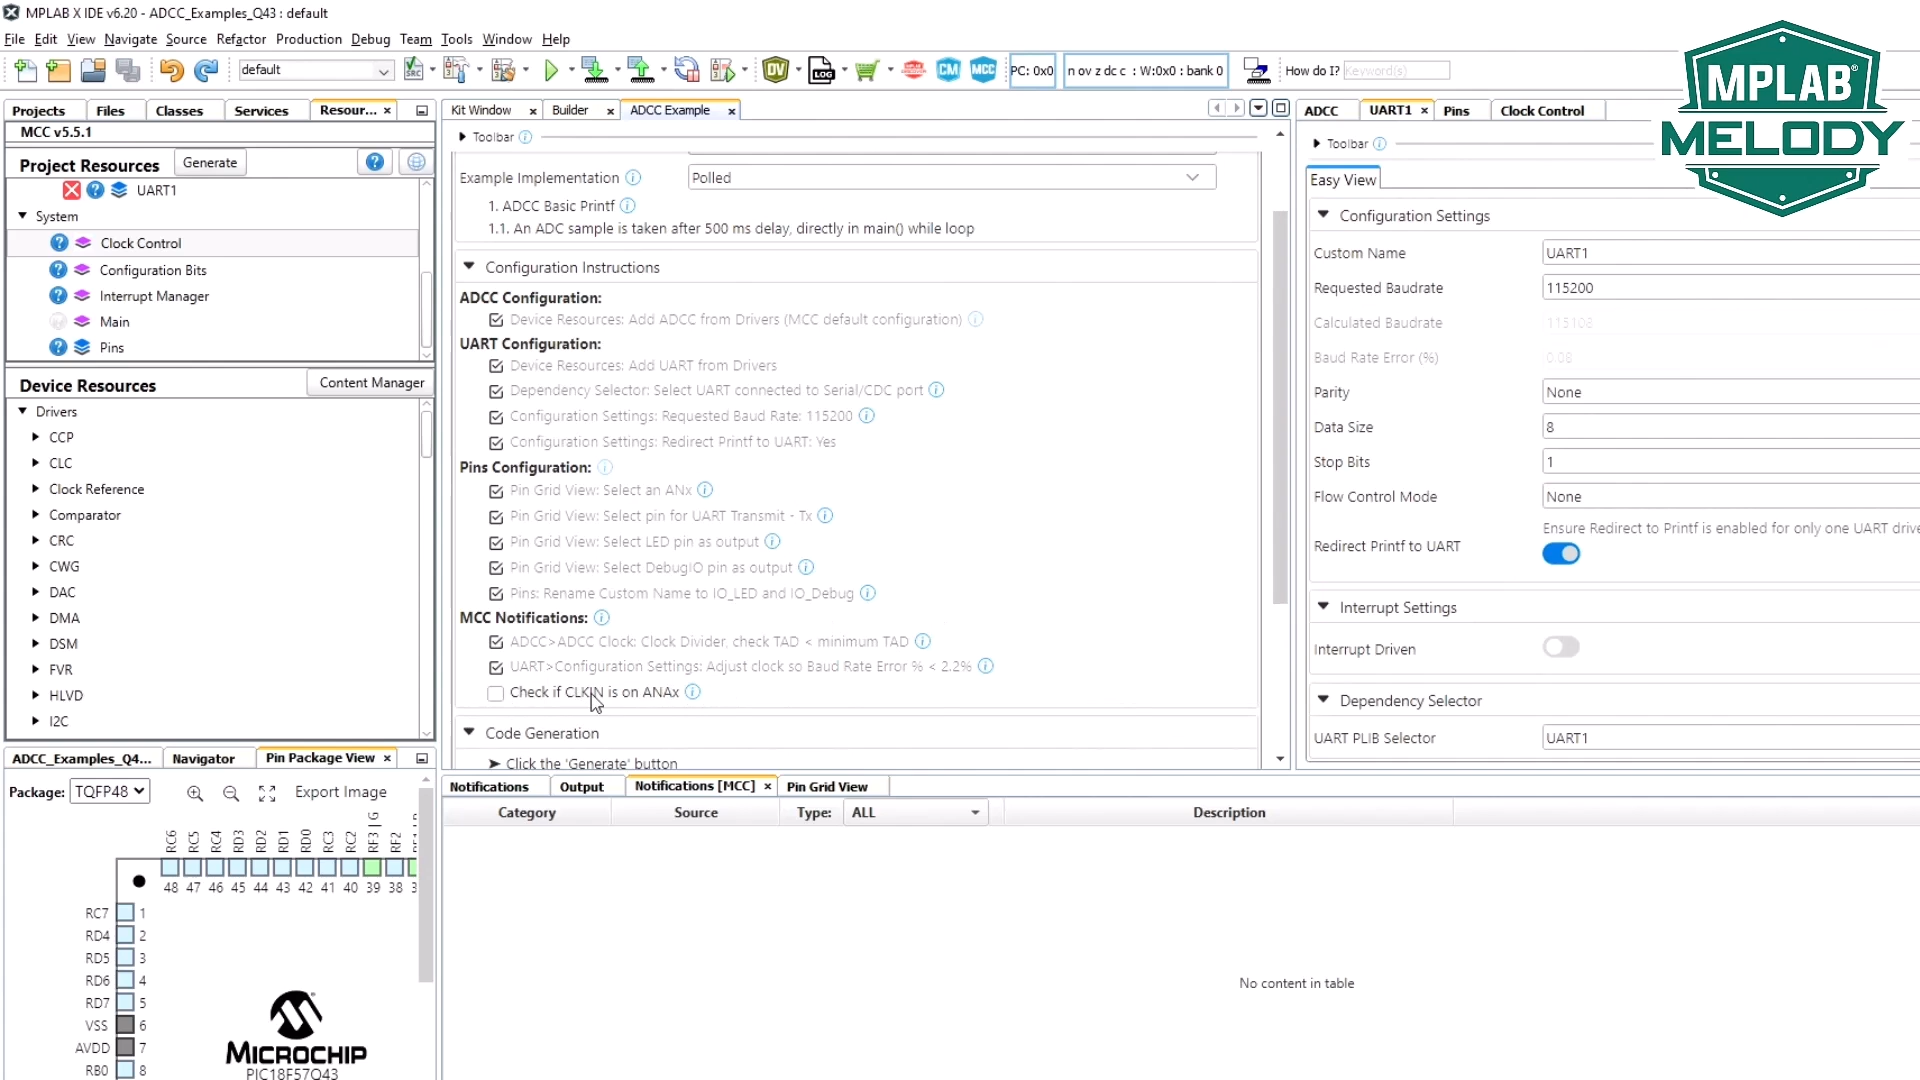 MPLAB X IDE v6.20 - ADCC_Examples_Q43 : default
File Edit View Navigate Source Refactor Production Debug Team Tools Window Help
default
SRC
DV
LOG
CM
MCC
PC: 0x0
n ov z dc c : W:0x0 : bank 0
How do I? Keyword(s)
MPLAB®
MELODY
Projects Files Classes Services Resour... ×
MCC v5.5.1
Project Resources Generate
UART1
System
Clock Control
Configuration Bits
Interrupt Manager
Main
Pins
Device Resources Content Manager
Drivers
CCP
CLC
Clock Reference
Comparator
CRC
CWG
DAC
DMA
DSM
FVR
HLVD
I2C
ADCC_Examples_Q4... Navigator Pin Package View ×
Package: TQFP48 Export Image
RC6 RC5 RC4 RD3 RD2 RD1 RD0 RC3 RC2 RF3 | G RF2
48 47 46 45 44 43 42 41 40 39 38
RC7 1
RD4 2
RD5 3
RD6 4
RD7 5
VSS 6
AVDD 7
RB0 8
MICROCHIP
PIC18F57Q43
Kit Window × Builder × ADCC Example ×
Toolbar
Example Implementation Polled
1. ADCC Basic Printf
1.1. An ADC sample is taken after 500 ms delay, directly in main() while loop
Configuration Instructions
ADCC Configuration:
Device Resources: Add ADCC from Drivers (MCC default configuration)
UART Configuration:
Device Resources: Add UART from Drivers
Dependency Selector: Select UART connected to Serial/CDC port
Configuration Settings: Requested Baud Rate: 115200
Configuration Settings: Redirect Printf to UART: Yes
Pins Configuration:
Pin Grid View: Select an ANx
Pin Grid View: Select pin for UART Transmit - Tx
Pin Grid View: Select LED pin as output
Pin Grid View: Select DebugIO pin as output
Pins: Rename Custom Name to IO_LED and IO_Debug
MCC Notifications:
ADCC>ADCC Clock: Clock Divider, check TAD < minimum TAD
UART>Configuration Settings: Adjust clock so Baud Rate Error % < 2.2%
Check if CLKIN is on ANAx
Code Generation
Click the 'Generate' button
ADCC UART1 × Pins Clock Control
Toolbar
Easy View
Configuration Settings
Custom Name UART1
Requested Baudrate 115200
Calculated Baudrate 115108
Baud Rate Error (%) 0.08
Parity None
Data Size 8
Stop Bits 1
Flow Control Mode None
Ensure Redirect to Printf is enabled for only one UART drive
Redirect Printf to UART
Interrupt Settings
Interrupt Driven
Dependency Selector
UART PLIB Selector UART1
Notifications Output Notifications [MCC] × Pin Grid View
Category Source Type: ALL Description
No content in table